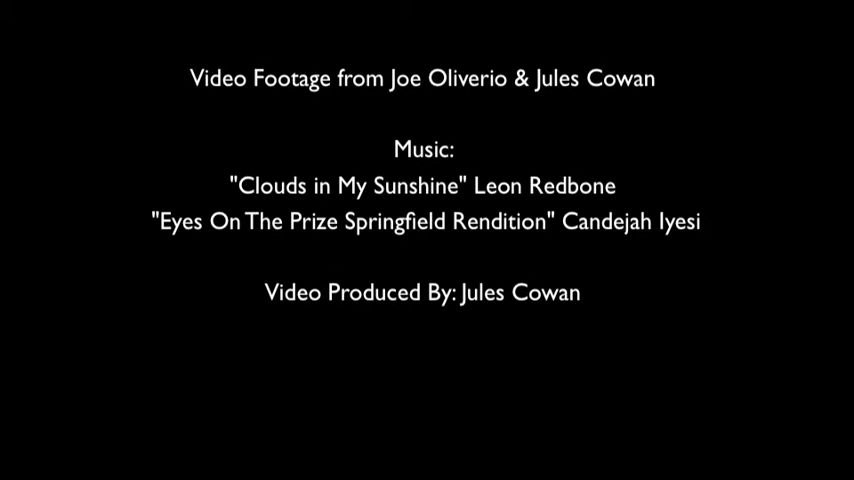 Video Footage from Joe Oliverio & Jules Cowan
Music:
"Clouds in My Sunshine" Leon Redbone
"Eyes On The Prize Springfield Rendition" Candejah Iyesi
Video Produced By: Jules Cowan